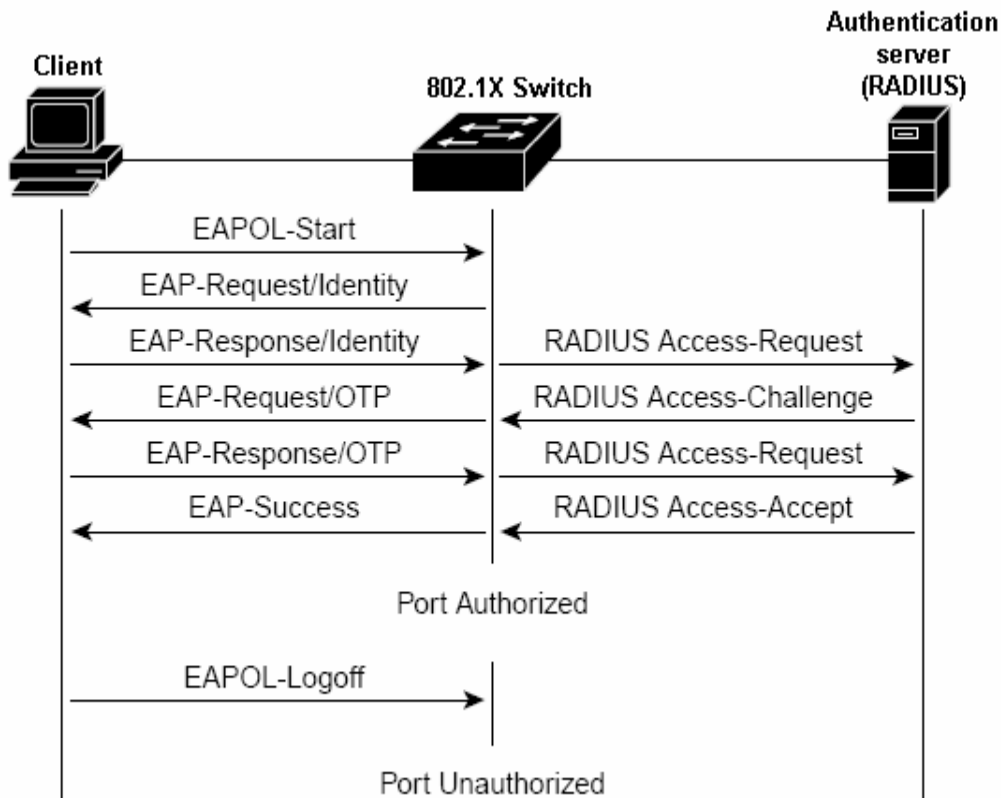 Authentication
server
(RADIUS)
Client
802.1X Switch
EAPOL-Start
EAP-Request/Identity
EAP-Response/Identity
RADIUS Access-Request
EAP-Request/OTP
RADIUS Access-Challenge
EAP-Response/OTP
RADIUS Access-Request
EAP-Success
RADIUS Access-Accept
Port Authorized
EAPOL-Logoff
Port Unauthorized